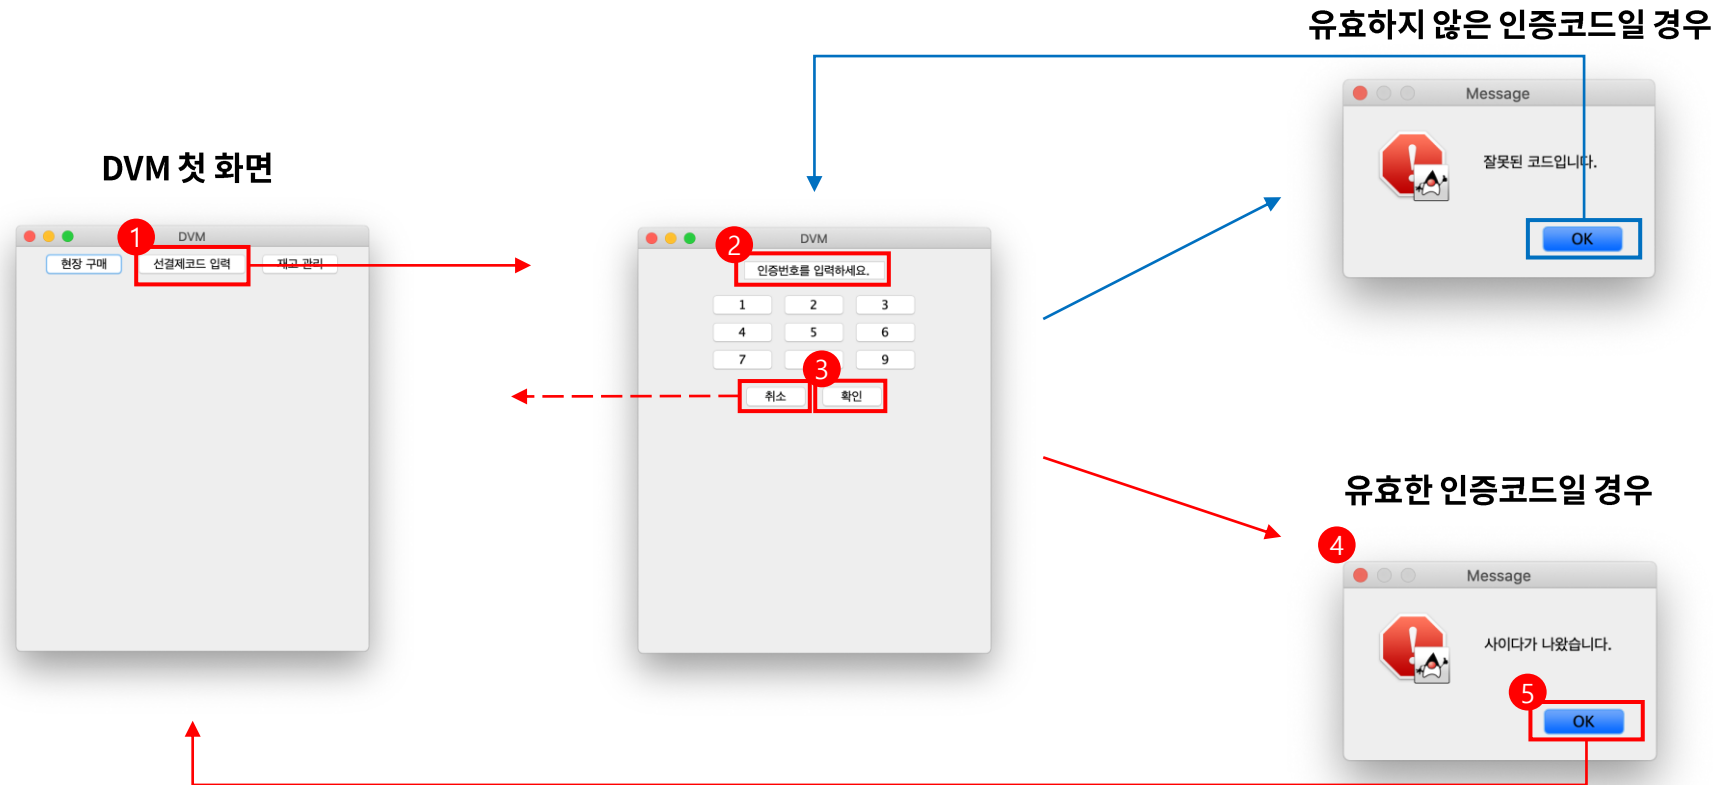 유효하지 않은 인증코드일 경우
Message
잘못된 코드입니다.
OK
DVM 첫 화면
1
DVM
현장 구매
선결제코드 입력
재고 관리
2
DVM
인증번호를 입력하세요.
1 2 3
4 5 6
7 9
3
취소 확인
유효한 인증코드일 경우
4
Message
사이다가 나왔습니다.
5
OK